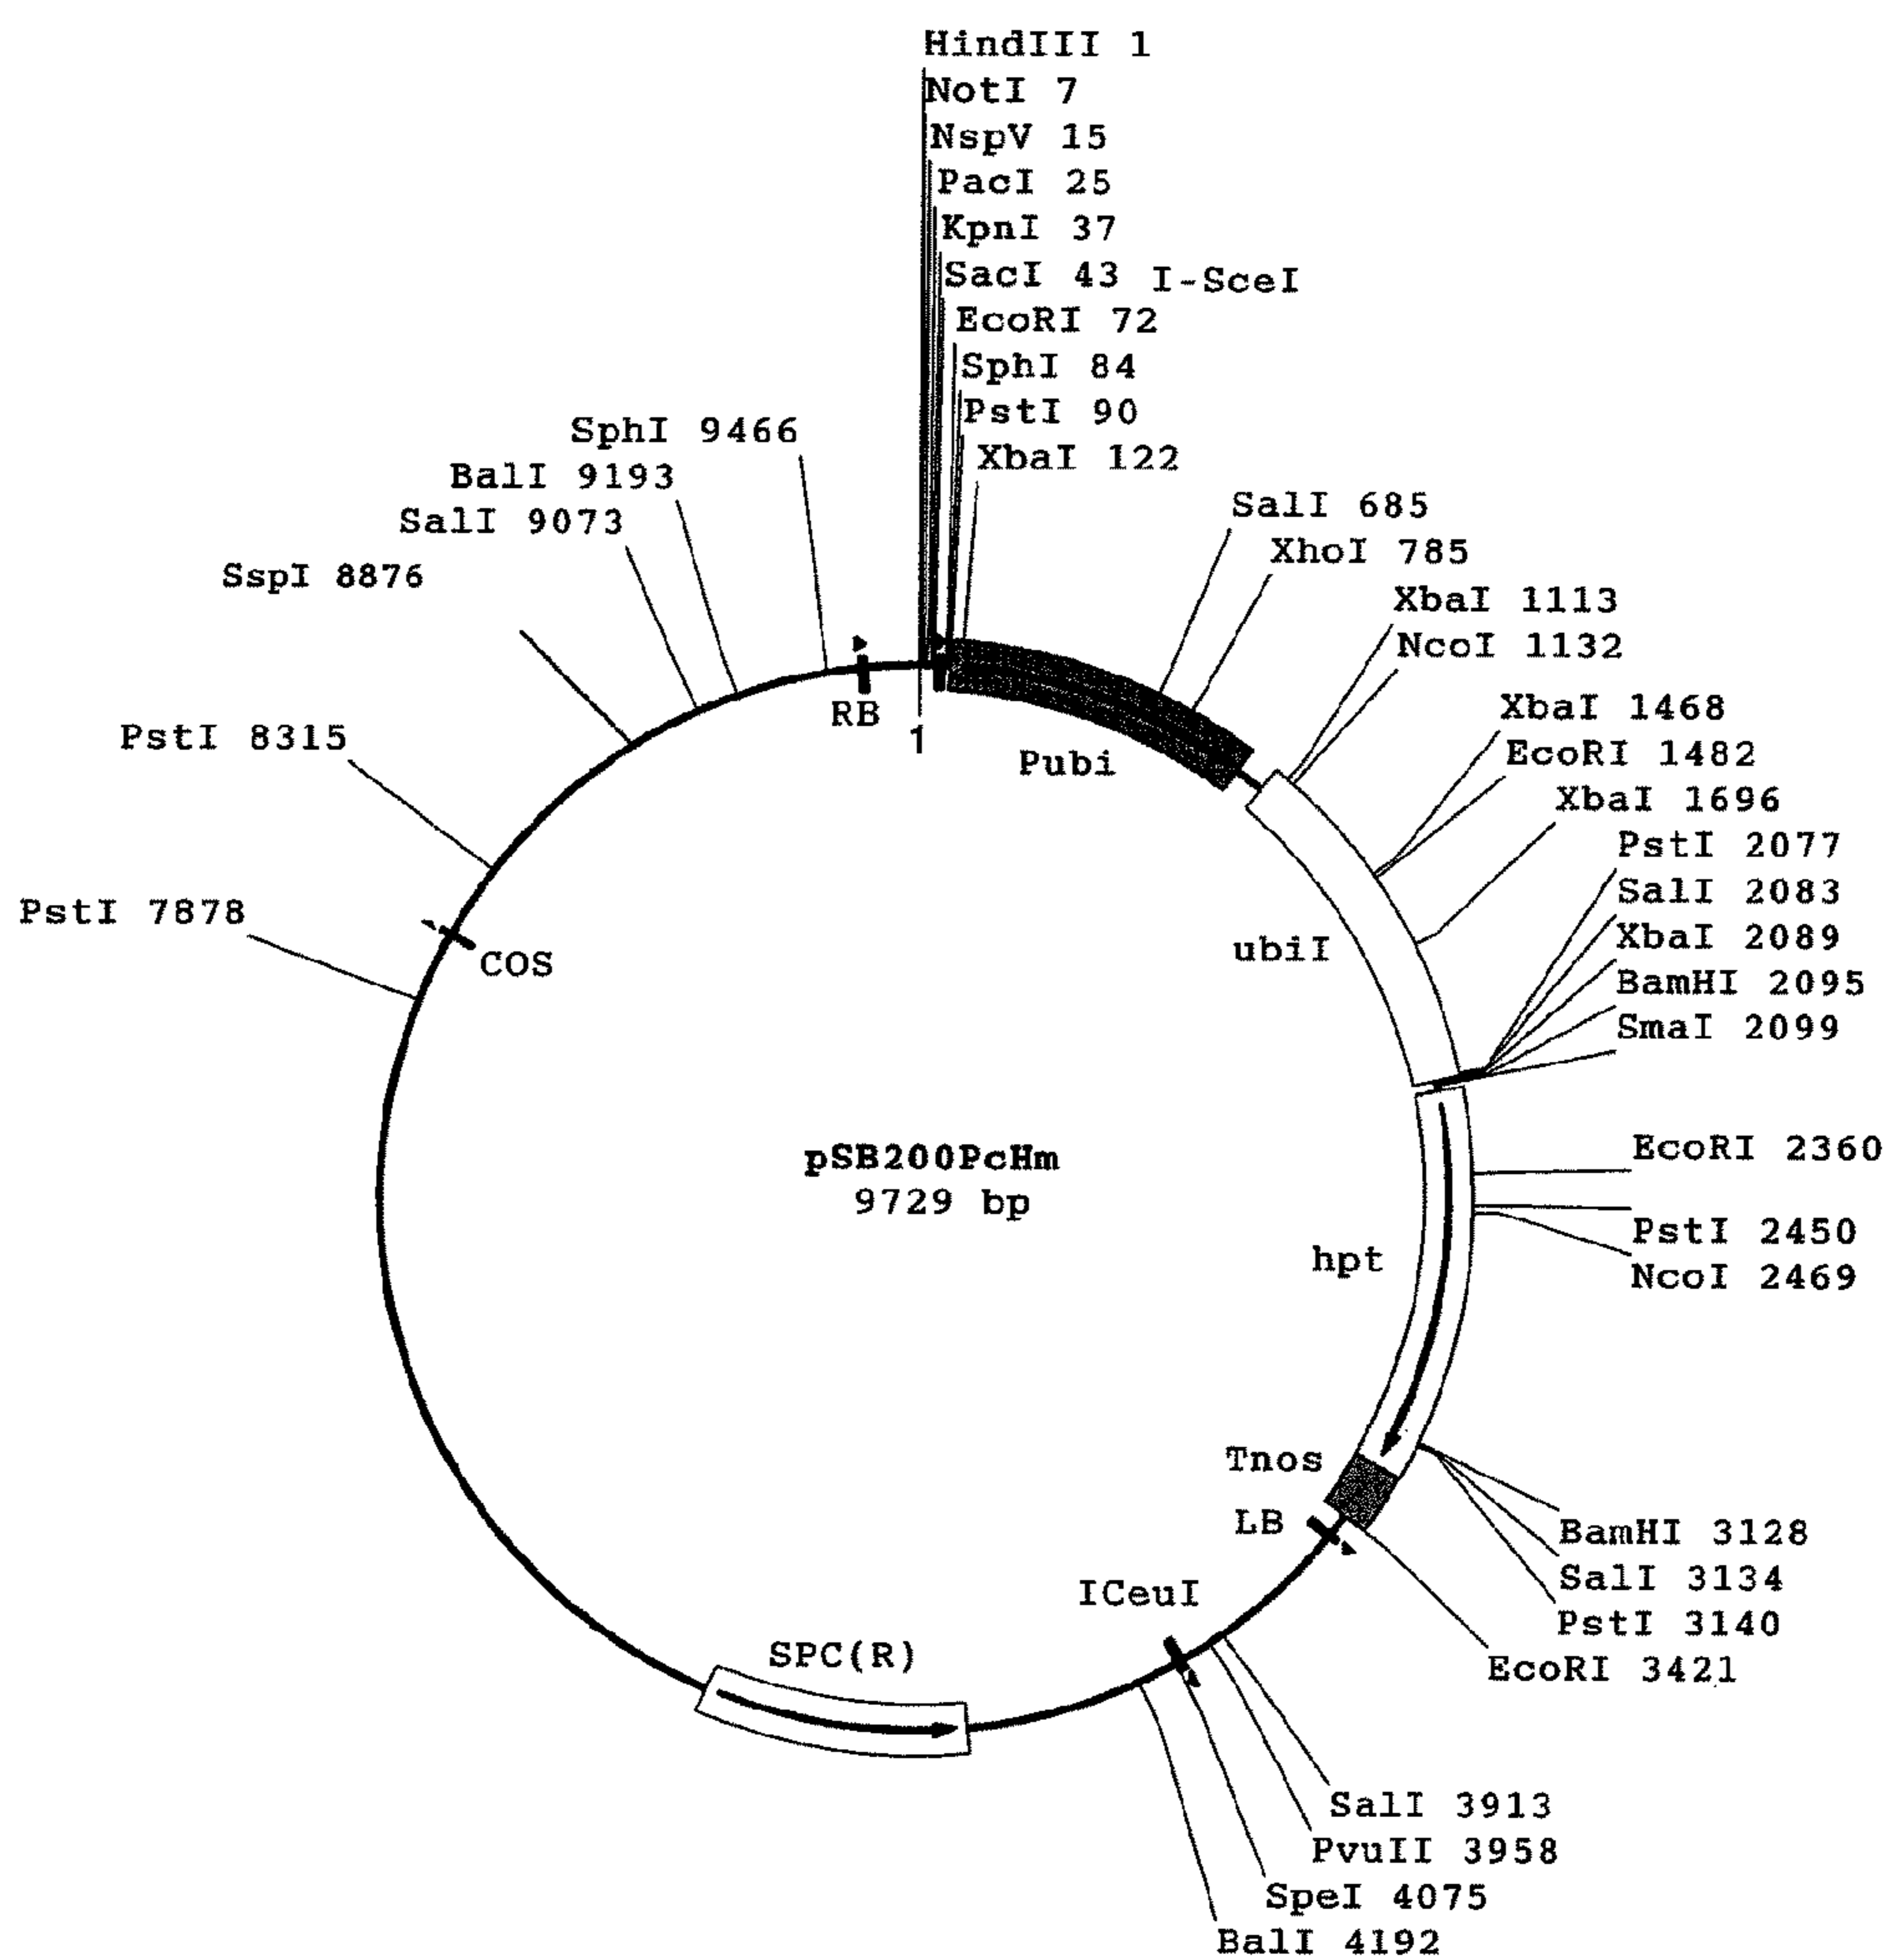 HindIII 1
NotI 7
NspV 15
PacI 25
KpnI 37
SacI 43 I-SceI
EcoRI 72
SphI 84
PstI 90
XbaI 122
SphI 9466
BalI 9193
SalI 9073
SspI 8876
PstI 8315
PstI 7878
SalI 685
XhoI 785
XbaI 1113
NcoI 1132
XbaI 1468
EcoRI 1482
XbaI 1696
PstI 2077
SalI 2083
XbaI 2089
BamHI 2095
SmaI 2099
EcoRI 2360
PstI 2450
NcoI 2469
BamHI 3128
SalI 3134
PstI 3140
EcoRI 3421
SalI 3913
PvuII 3958
SpeI 4075
BalI 4192
RB
1
Pubi
ubiI
COS
pSB200PcHm
9729 bp
hpt
Tnos
LB
ICeuI
SPC(R)